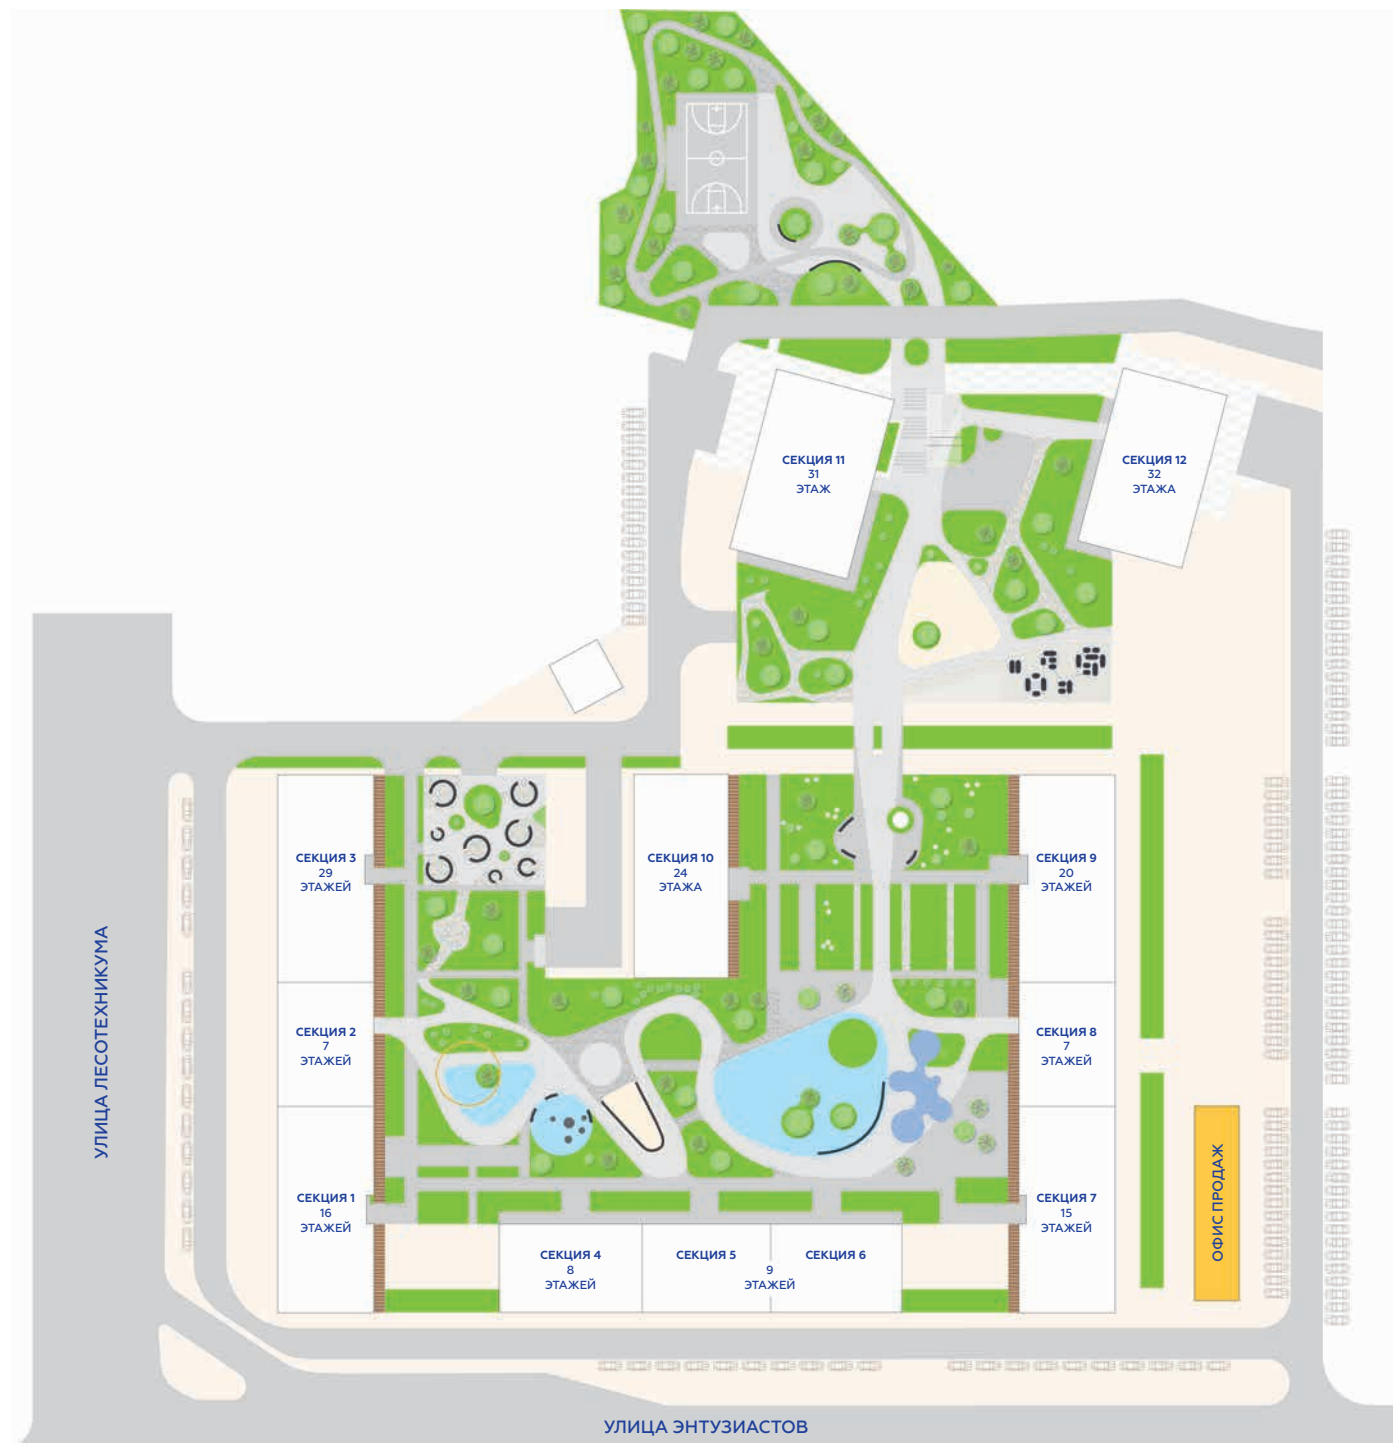 СЕКЦИЯ 11
31
ЭТАЖ
СЕКЦИЯ 12
32
ЭТАЖА
СЕКЦИЯ 3
29
ЭТАЖЕЙ
СЕКЦИЯ 10
24
ЭТАЖА
СЕКЦИЯ 9
20
ЭТАЖЕЙ
СЕКЦИЯ 2
7
ЭТАЖЕЙ
СЕКЦИЯ 8
7
ЭТАЖЕЙ
УЛИЦА ЛЕСОТЕХНИКУМА
СЕКЦИЯ 1
16
ЭТАЖЕЙ
СЕКЦИЯ 7
15
ЭТАЖЕЙ
ОФИС ПРОДАЖ
СЕКЦИЯ 4
8
ЭТАЖЕЙ
СЕКЦИЯ 5
СЕКЦИЯ 6
9
ЭТАЖЕЙ
УЛИЦА ЭНТУЗИАСТОВ